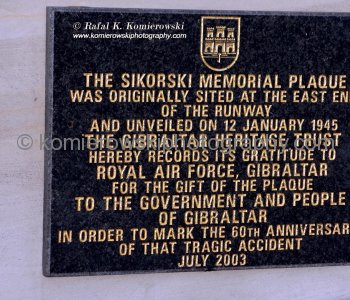 © Rafal K. Komierowski
www.komierowskiphotography.com
THE SIKORSKI MEMORIAL PLAQUE
WAS ORIGINALLY SITED AT THE EAST EN
OF THE RUNWAY
AND UNVEILED ON 12 JANUARY 1945
THE GIBRALTAR HERITAGE TRUST
HEREBY RECORDS ITS GRATITUDE TO
ROYAL AIR FORCE, GIBRALTAR
FOR THE GIFT OF THE PLAQUE
TO THE GOVERNMENT AND PEOPLE
OF GIBRALTAR
IN ORDER TO MARK THE 60TH ANNIVERSAR
OF THAT TRAGIC ACCIDENT
JULY 2003